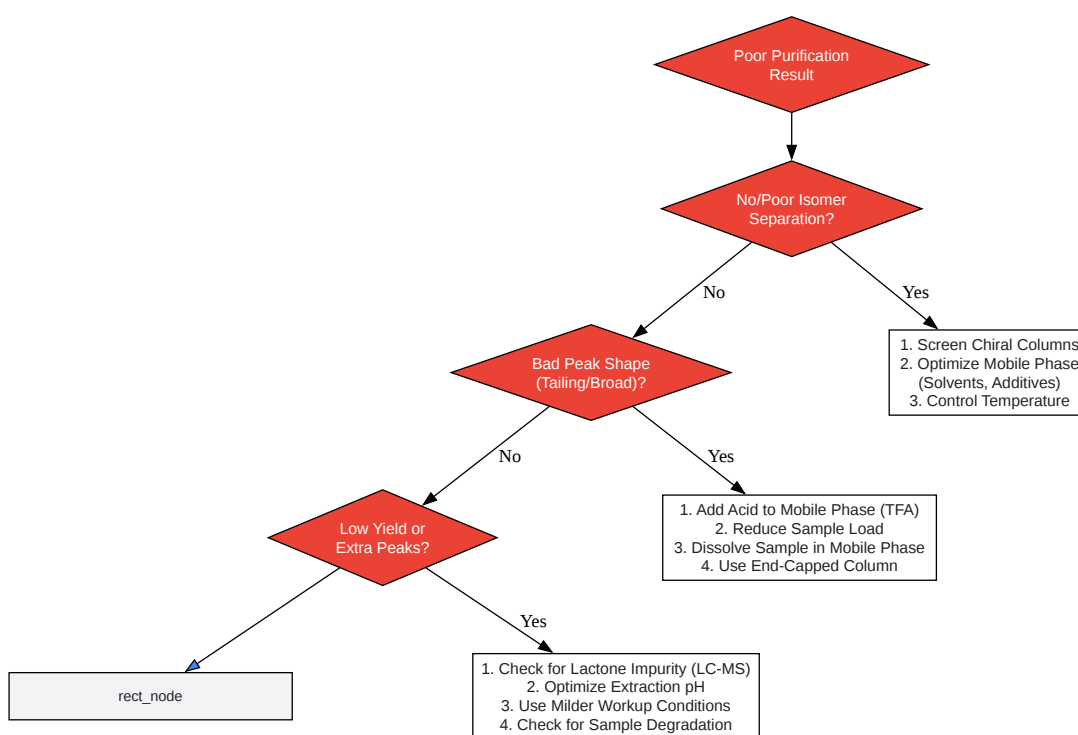 Poor Purification
Result
No/Poor Isomer
Separation?
No
Yes
1. Screen Chiral Columns
2. Optimize Mobile Phase
(Solvents, Additives)
3. Control Temperature
Bad Peak Shape
(Tailing/Broad)?
No
Yes
1. Add Acid to Mobile Phase (TFA)
2. Reduce Sample Load
3. Dissolve Sample in Mobile Phase
4. Use End-Capped Column
Low Yield or
Extra Peaks?
Yes
rect_node
1. Check for Lactone Impurity (LC-MS)
2. Optimize Extraction pH
3. Use Milder Workup Conditions
4. Check for Sample Degradation